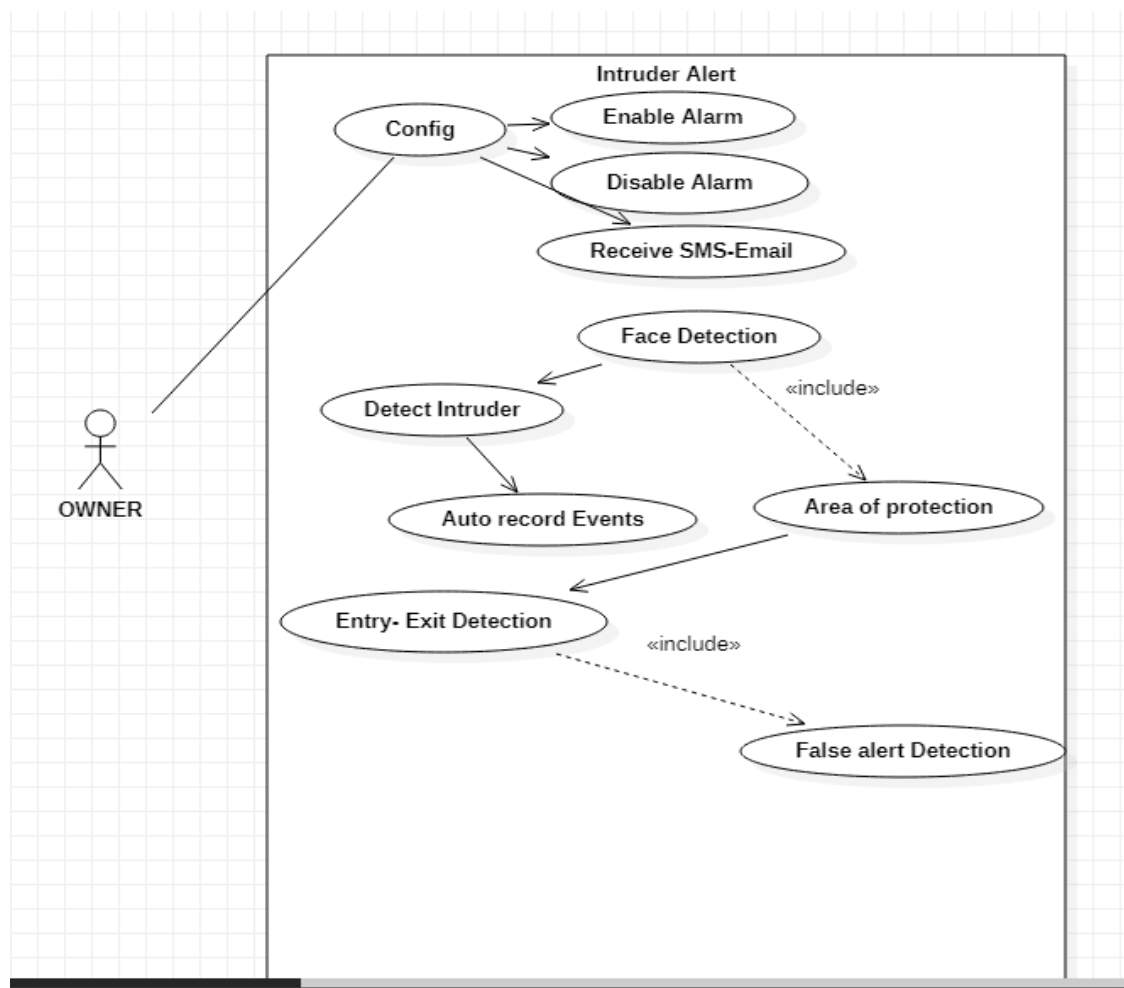 Intruder Alert
Config
Enable Alarm
Disable Alarm
Receive SMS-Email
Face Detection
«include»
Detect Intruder
OWNER
Auto record Events
Area of protection
Entry- Exit Detection
«include»
False alert Detection